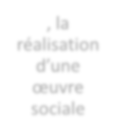 , la
réalisation
d'une
œuvre
sociale